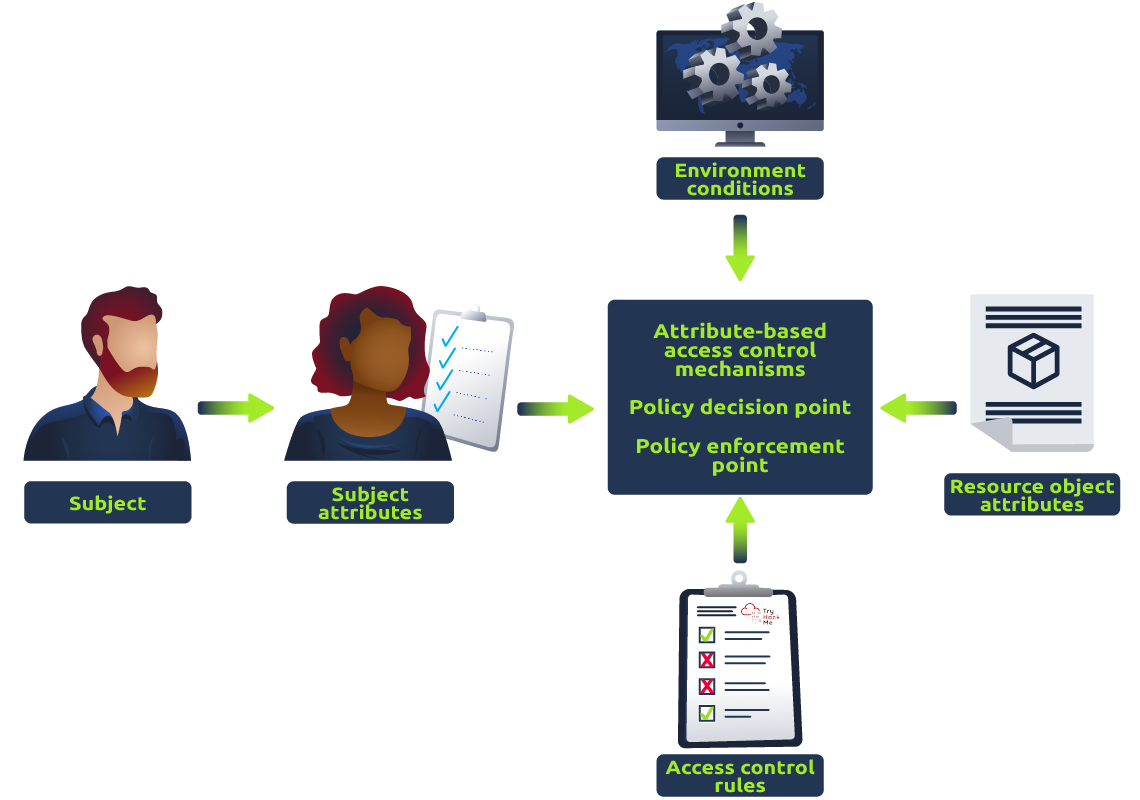 Environment
conditions
Attribute-based
access control
mechanisms
Policy decision point
Policy enforcement
point
Subject
Subject
attributes
Resource object
attributes
Try
Hack
Me
Access control
rules